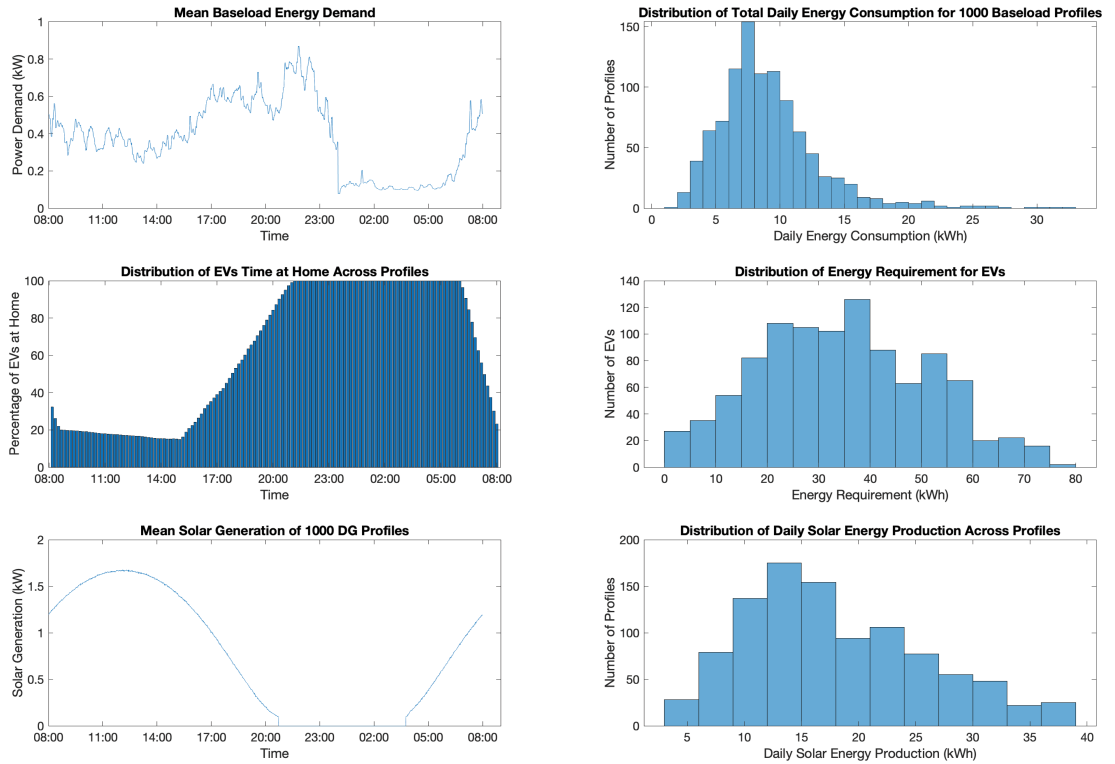 Mean Baseload Energy Demand
Power Demand (kW)
1
0.8
0.6
0.4
0.2
0
08:00 11:00 14:00 17:00 20:00 23:00 02:00 05:00 08:00
Time
Distribution of Total Daily Energy Consumption for 1000 Baseload Profiles
Number of Profiles
150
100
50
0
0 5 10 15 20 25 30
Daily Energy Consumption (kWh)
Distribution of EVs Time at Home Across Profiles
Percentage of EVs at Home
100
80
60
40
20
0
08:00 11:00 14:00 17:00 20:00 23:00 02:00 05:00 08:00
Time
Distribution of Energy Requirement for EVs
Number of EVs
140
120
100
80
60
40
20
0
0 10 20 30 40 50 60 70 80
Energy Requirement (kWh)
Mean Solar Generation of 1000 DG Profiles
Solar Generation (kW)
2
1.5
1
0.5
0
08:00 11:00 14:00 17:00 20:00 23:00 02:00 05:00 08:00
Time
Distribution of Daily Solar Energy Production Across Profiles
Number of Profiles
200
150
100
50
0
5 10 15 20 25 30 35 40
Daily Solar Energy Production (kWh)